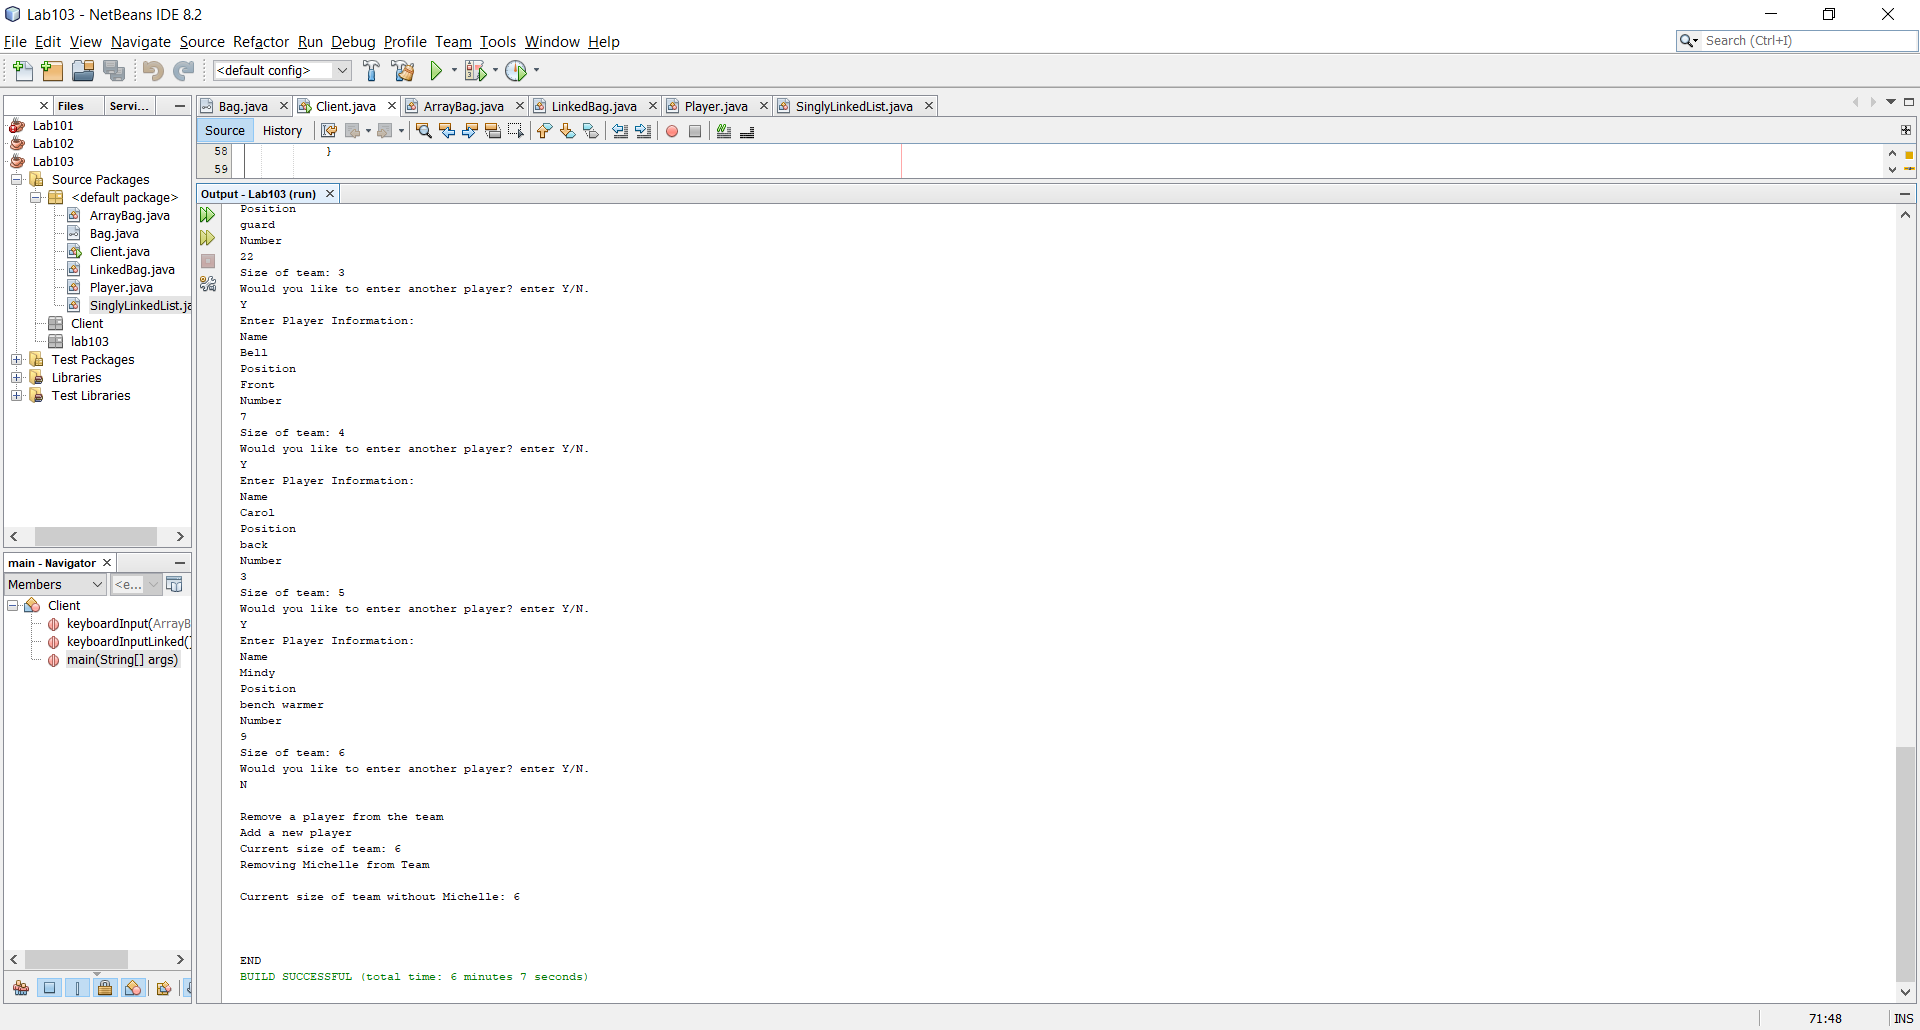 Lab103 - NetBeans IDE 8.2
File Edit View Navigate Source Refactor Run Debug Profile Team Tools Window Help
Search (Ctrl+I)
<default config>
Files Servi...
Lab101
Lab102
Lab103
Source Packages
<default package>
ArrayBag.java
Bag.java
Client.java
LinkedBag.java
Player.java
SinglyLinkedList.ja
Client
lab103
Test Packages
Libraries
Test Libraries
main - Navigator
Members <e...
Client
keyboardInput(ArrayB
keyboardInputLinked(
main(String[] args)
Bag.java Client.java ArrayBag.java LinkedBag.java Player.java SinglyLinkedList.java
Source History
58 }
59
Output - Lab103 (run)
Position
guard
Number
22
Size of team: 3
Would you like to enter another player? enter Y/N.
Y
Enter Player Information:
Name
Bell
Position
Front
Number
7
Size of team: 4
Would you like to enter another player? enter Y/N.
Y
Enter Player Information:
Name
Carol
Position
back
Number
3
Size of team: 5
Would you like to enter another player? enter Y/N.
Y
Enter Player Information:
Name
Mindy
Position
bench warmer
Number
9
Size of team: 6
Would you like to enter another player? enter Y/N.
N
Remove a player from the team
Add a new player
Current size of team: 6
Removing Michelle from Team
Current size of team without Michelle: 6
END
BUILD SUCCESSFUL (total time: 6 minutes 7 seconds)
71:48 INS